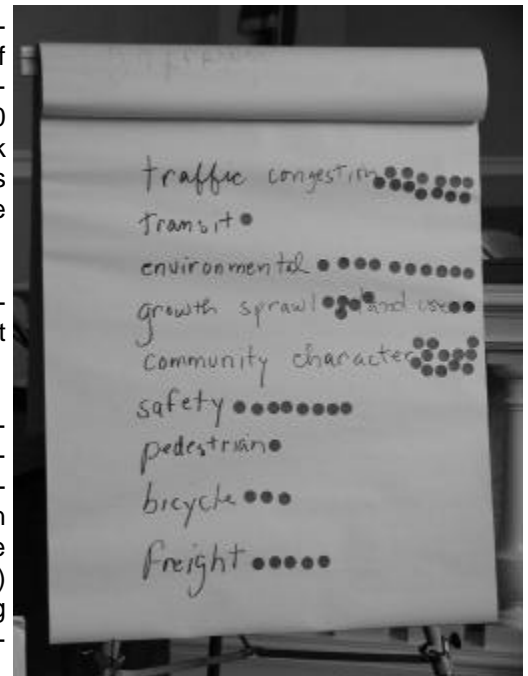 traffic congestion
transit
environmental
growth sprawl land use
community character
safety
pedestrian
bicycle
freight